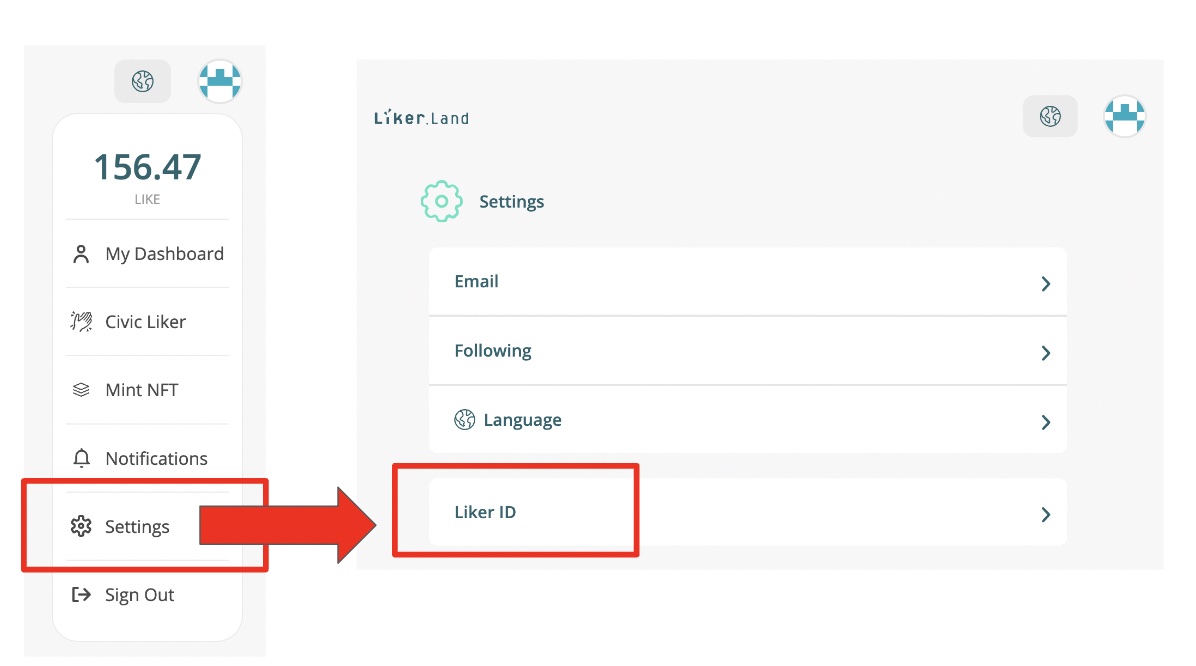 156.47
LIKE
My Dashboard
Civic Liker
Mint NFT
Notifications
Settings
Sign Out
Liker.Land
Settings
Email
Following
Language
Liker ID